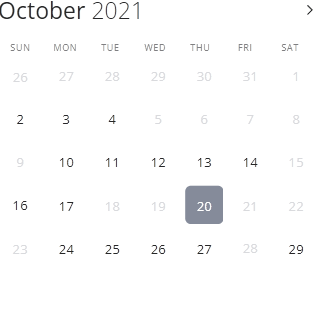 October 2021
SUN MON TUE WED THU FRI SAT
26 27 28 29 30 31 1
2 3 4 5 6 7 8
9 10 11 12 13 14 15
16 17 18 19 20 21 22
23 24 25 26 27 28 29